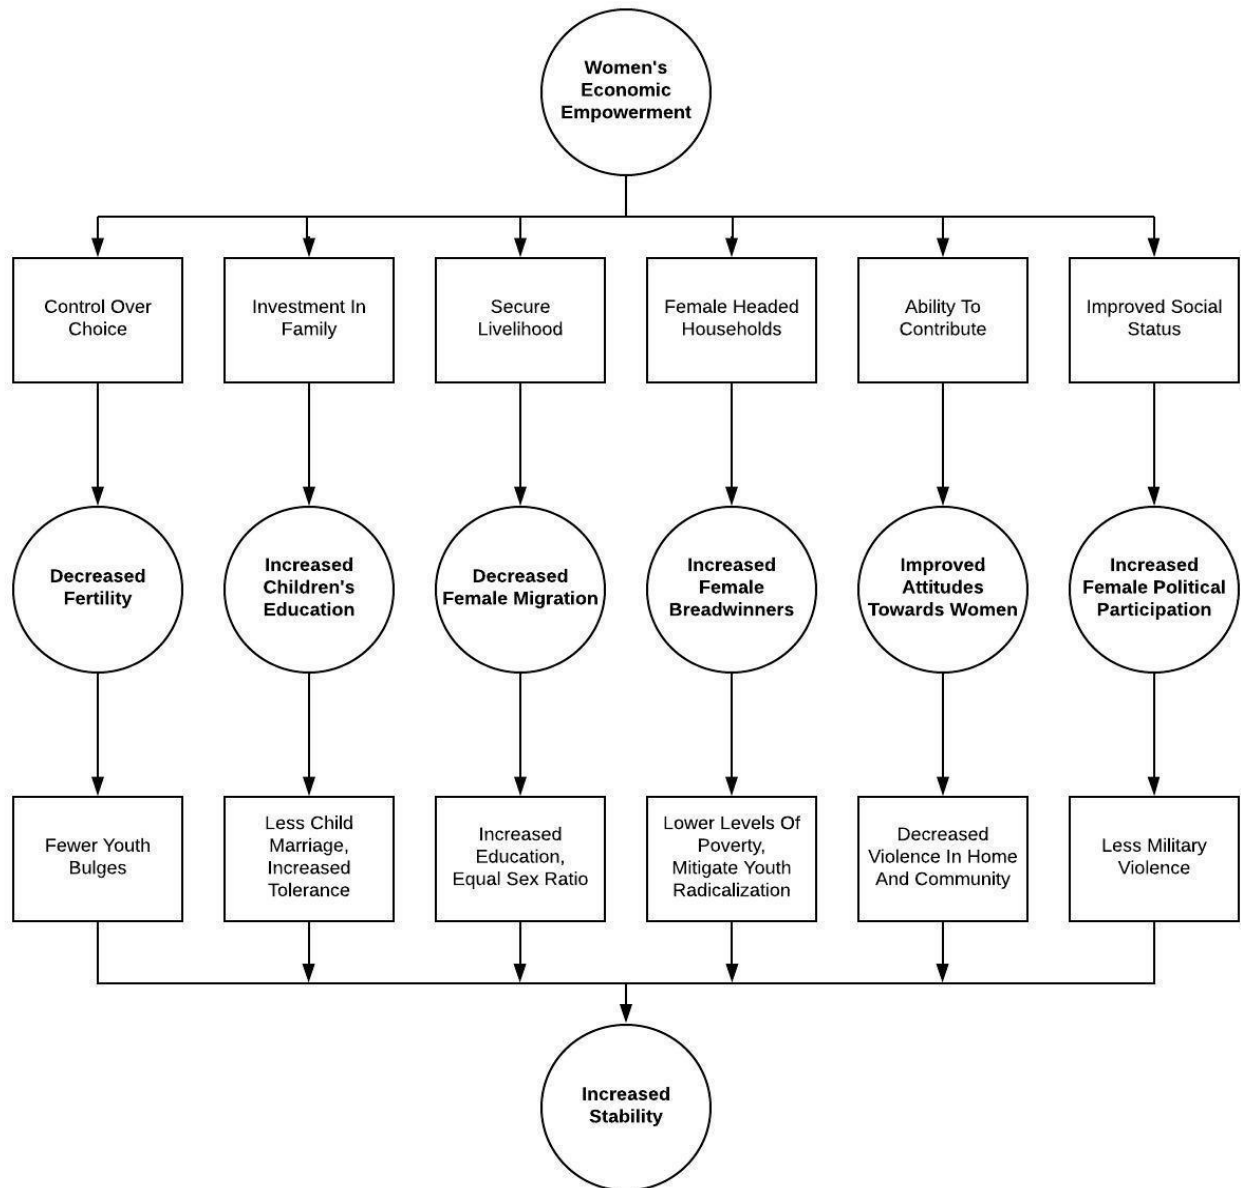 Women's
Economic
Empowerment
Control Over
Choice
Investment In
Family
Secure
Livelihood
Female Headed
Households
Ability To
Contribute
Improved Social
Status
Decreased
Fertility
Increased
Children's
Education
Decreased
Female Migration
Increased
Female
Breadwinners
Improved
Attitudes
Towards Women
Increased
Female Political
Participation
Fewer Youth
Bulges
Less Child
Marriage,
Increased
Tolerance
Increased
Education,
Equal Sex Ratio
Lower Levels Of
Poverty,
Mitigate Youth
Radicalization
Decreased
Violence In Home
And Community
Less Military
Violence
Increased
Stability